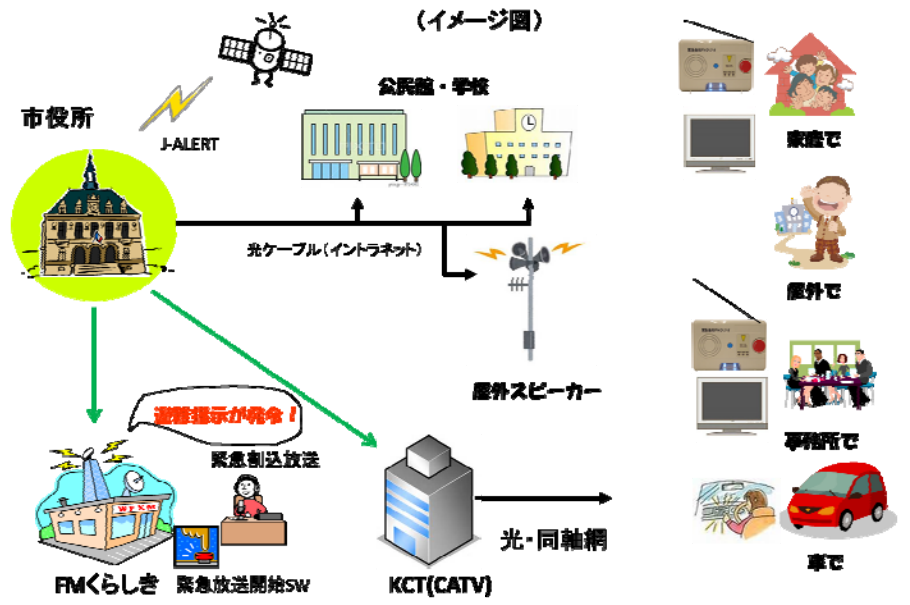 (イメージ図)
公民館・学校
市役所
J-ALERT
家庭で
光ケーブル(イントラネット)
屋外で
屋外スピーカー
避難指示が発令!
緊急割込放送
事務所で
WFXM
光・同軸網
車で
FMくらしき
緊急放送開始SW
KCT(CATV)